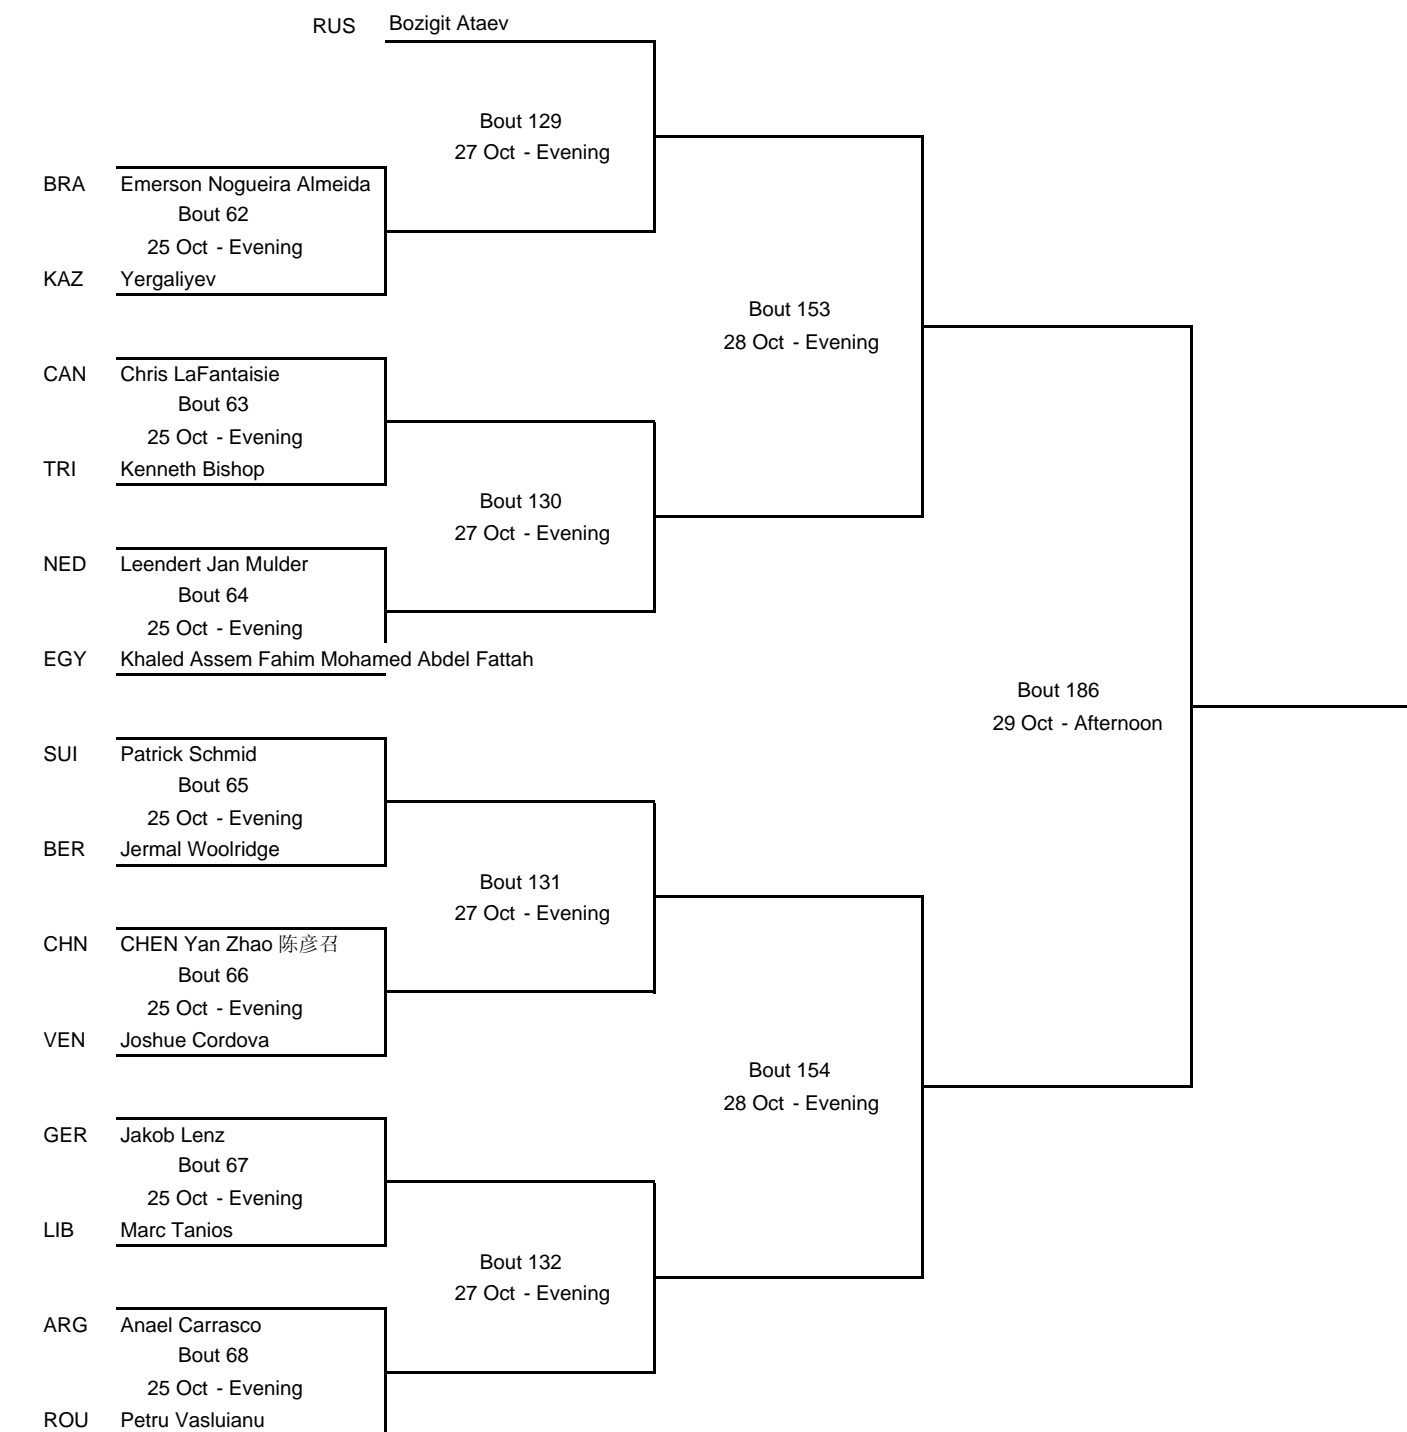 RUS Bozigit Ataev
Bout 129
27 Oct - Evening
BRA Emerson Nogueira Almeida
Bout 62
25 Oct - Evening
KAZ Yergaliyev
Bout 153
28 Oct - Evening
CAN Chris LaFantaisie
Bout 63
25 Oct - Evening
TRI Kenneth Bishop
Bout 130
27 Oct - Evening
NED Leendert Jan Mulder
Bout 64
25 Oct - Evening
EGY Khaled Assem Fahim Mohamed Abdel Fattah
Bout 186
29 Oct - Afternoon
SUI Patrick Schmid
Bout 65
25 Oct - Evening
BER Jermal Woolridge
Bout 131
27 Oct - Evening
CHN CHEN Yan Zhao 陈彦召
Bout 66
25 Oct - Evening
VEN Joshue Cordova
Bout 154
28 Oct - Evening
GER Jakob Lenz
Bout 67
25 Oct - Evening
LIB Marc Tanios
Bout 132
27 Oct - Evening
ARG Anael Carrasco
Bout 68
25 Oct - Evening
ROU Petru Vasluianu